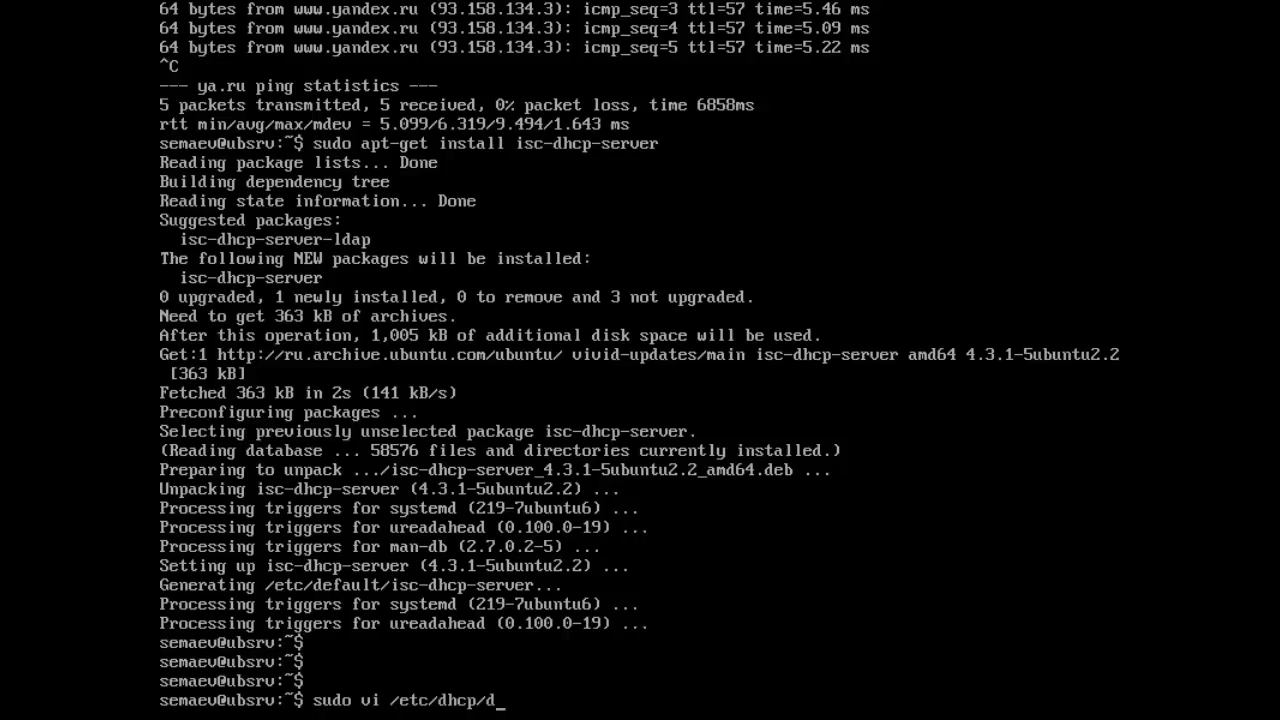 64 bytes from www.yandex.ru (93.158.134.3): icmp_seq=3 ttl=57 time=5.46 ms
64 bytes from www.yandex.ru (93.158.134.3): icmp_seq=4 ttl=57 time=5.09 ms
64 bytes from www.yandex.ru (93.158.134.3): icmp_seq=5 ttl=57 time=5.22 ms
^C
--- ya.ru ping statistics ---
5 packets transmitted, 5 received, 0% packet loss, time 6858ms
rtt min/avg/max/mdev = 5.099/6.319/9.494/1.643 ms
semaev@ubsrv:~$ sudo apt-get install isc-dhcp-server
Reading package lists... Done
Building dependency tree
Reading state information... Done
Suggested packages:
  isc-dhcp-server-ldap
The following NEW packages will be installed:
  isc-dhcp-server
0 upgraded, 1 newly installed, 0 to remove and 3 not upgraded.
Need to get 363 kB of archives.
After this operation, 1,005 kB of additional disk space will be used.
Get:1 http://ru.archive.ubuntu.com/ubuntu/ vivid-updates/main isc-dhcp-server amd64 4.3.1-5ubuntu2.2
 [363 kB]
Fetched 363 kB in 2s (141 kB/s)
Preconfiguring packages ...
Selecting previously unselected package isc-dhcp-server.
(Reading database ... 58576 files and directories currently installed.)
Preparing to unpack .../isc-dhcp-server_4.3.1-5ubuntu2.2_amd64.deb ...
Unpacking isc-dhcp-server (4.3.1-5ubuntu2.2) ...
Processing triggers for systemd (219-7ubuntu6) ...
Processing triggers for ureadahead (0.100.0-19) ...
Processing triggers for man-db (2.7.0.2-5) ...
Setting up isc-dhcp-server (4.3.1-5ubuntu2.2) ...
Generating /etc/default/isc-dhcp-server...
Processing triggers for systemd (219-7ubuntu6) ...
Processing triggers for ureadahead (0.100.0-19) ...
semaev@ubsrv:~$
semaev@ubsrv:~$
semaev@ubsrv:~$
semaev@ubsrv:~$ sudo vi /etc/dhcp/d_